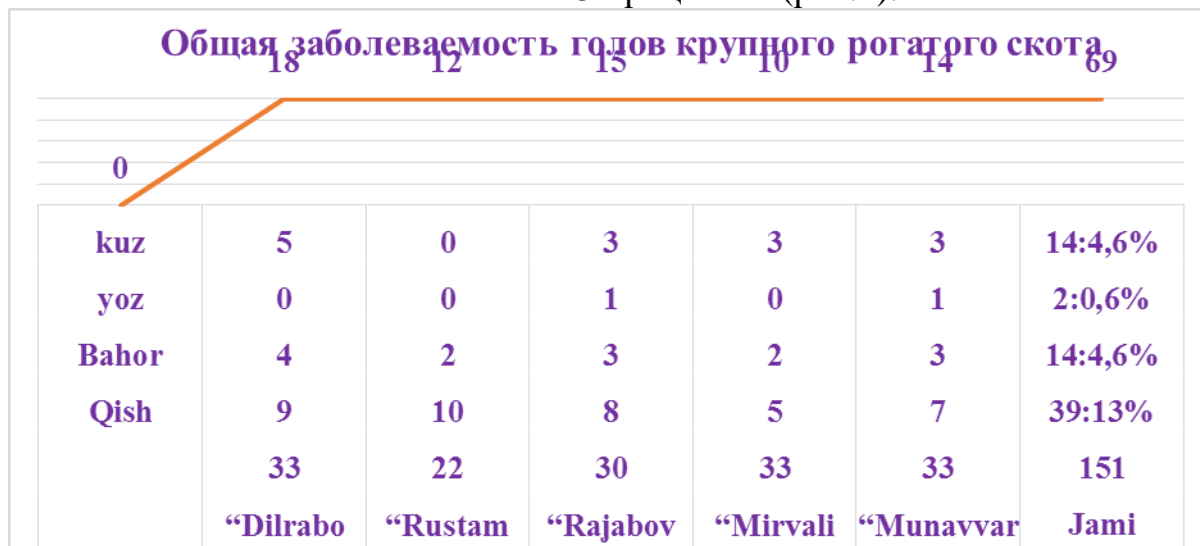 Общая заболеваемость голов крупного рогатого скота
18 12 15 10 14 69
0
kuz 5 0 3 3 3 14:4,6%
yoz 0 0 1 0 1 2:0,6%
Bahor 4 2 3 2 3 14:4,6%
Qish 9 10 8 5 7 39:13%
33 22 30 33 33 151
“Dilrabo “Rustam “Rajabov “Mirvali “Munavvar Jami